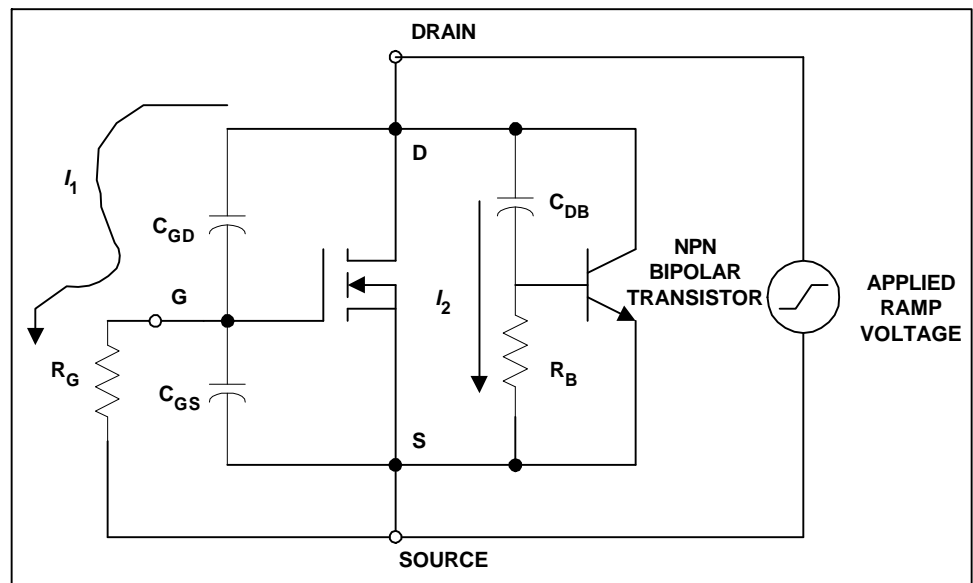 DRAIN
D
I1
CGD
CDB
NPN
BIPOLAR
TRANSISTOR
APPLIED
RAMP
VOLTAGE
G
I2
RG
CGS
RB
S
SOURCE